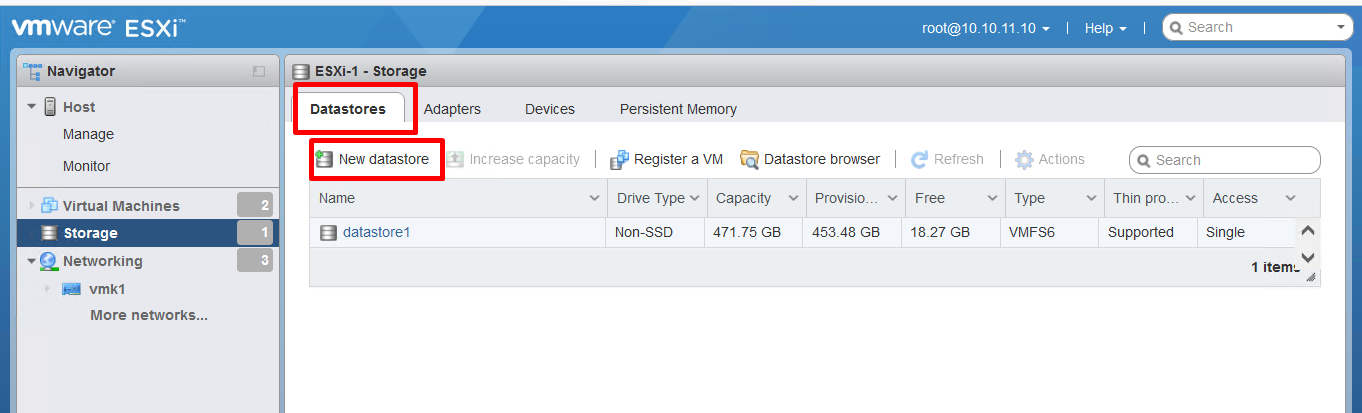 vmware ESXi™
root@10.10.11.10 | Help | Search
Navigator
Host
Manage
Monitor
Virtual Machines 2
Storage 1
Networking 3
vmk1
More networks...
ESXi-1 - Storage
Datastores Adapters Devices Persistent Memory
New datastore Increase capacity | Register a VM Datastore browser | Refresh | Actions Search
Name Drive Type Capacity Provisio... Free Type Thin pro... Access
datastore1 Non-SSD 471.75 GB 453.48 GB 18.27 GB VMFS6 Supported Single
1 items